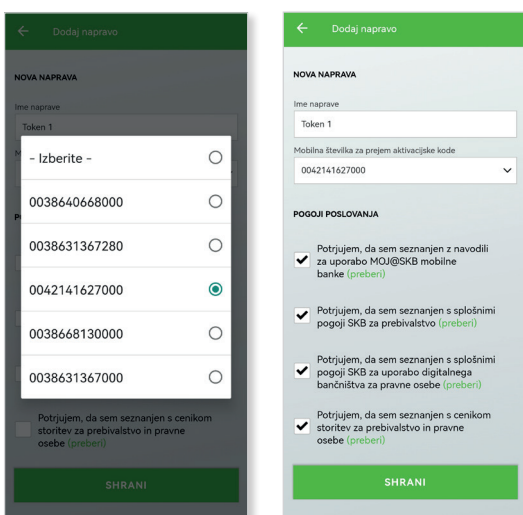 Dodaj napravo
NOVA NAPRAVA
Ime naprave
Token 1
M
- Izberite -
0038640668000
0038631367280
P
0042141627000
0038668130000
0038631367000
Potrjujem, da sem seznanjen s cenikom
storitev za prebivalstvo in pravne
osebe (preberi)
SHRANI
Dodaj napravo
NOVA NAPRAVA
Ime naprave
Token 1
Mobilna številka za prejem aktivacijske kode
0042141627000
POGOJI POSLOVANJA
Potrjujem, da sem seznanjen z navodili
za uporabo MOJ@SKB mobilne
banke (preberi)
Potrjujem, da sem seznanjen s splošnimi
pogoji SKB za prebivalstvo (preberi)
Potrjujem, da sem seznanjen s splošnimi
pogoji SKB za uporabo digitalnega
bančništva za pravne osebe (preberi)
Potrjujem, da sem seznanjen s cenikom
storitev za prebivalstvo in pravne
osebe (preberi)
SHRANI